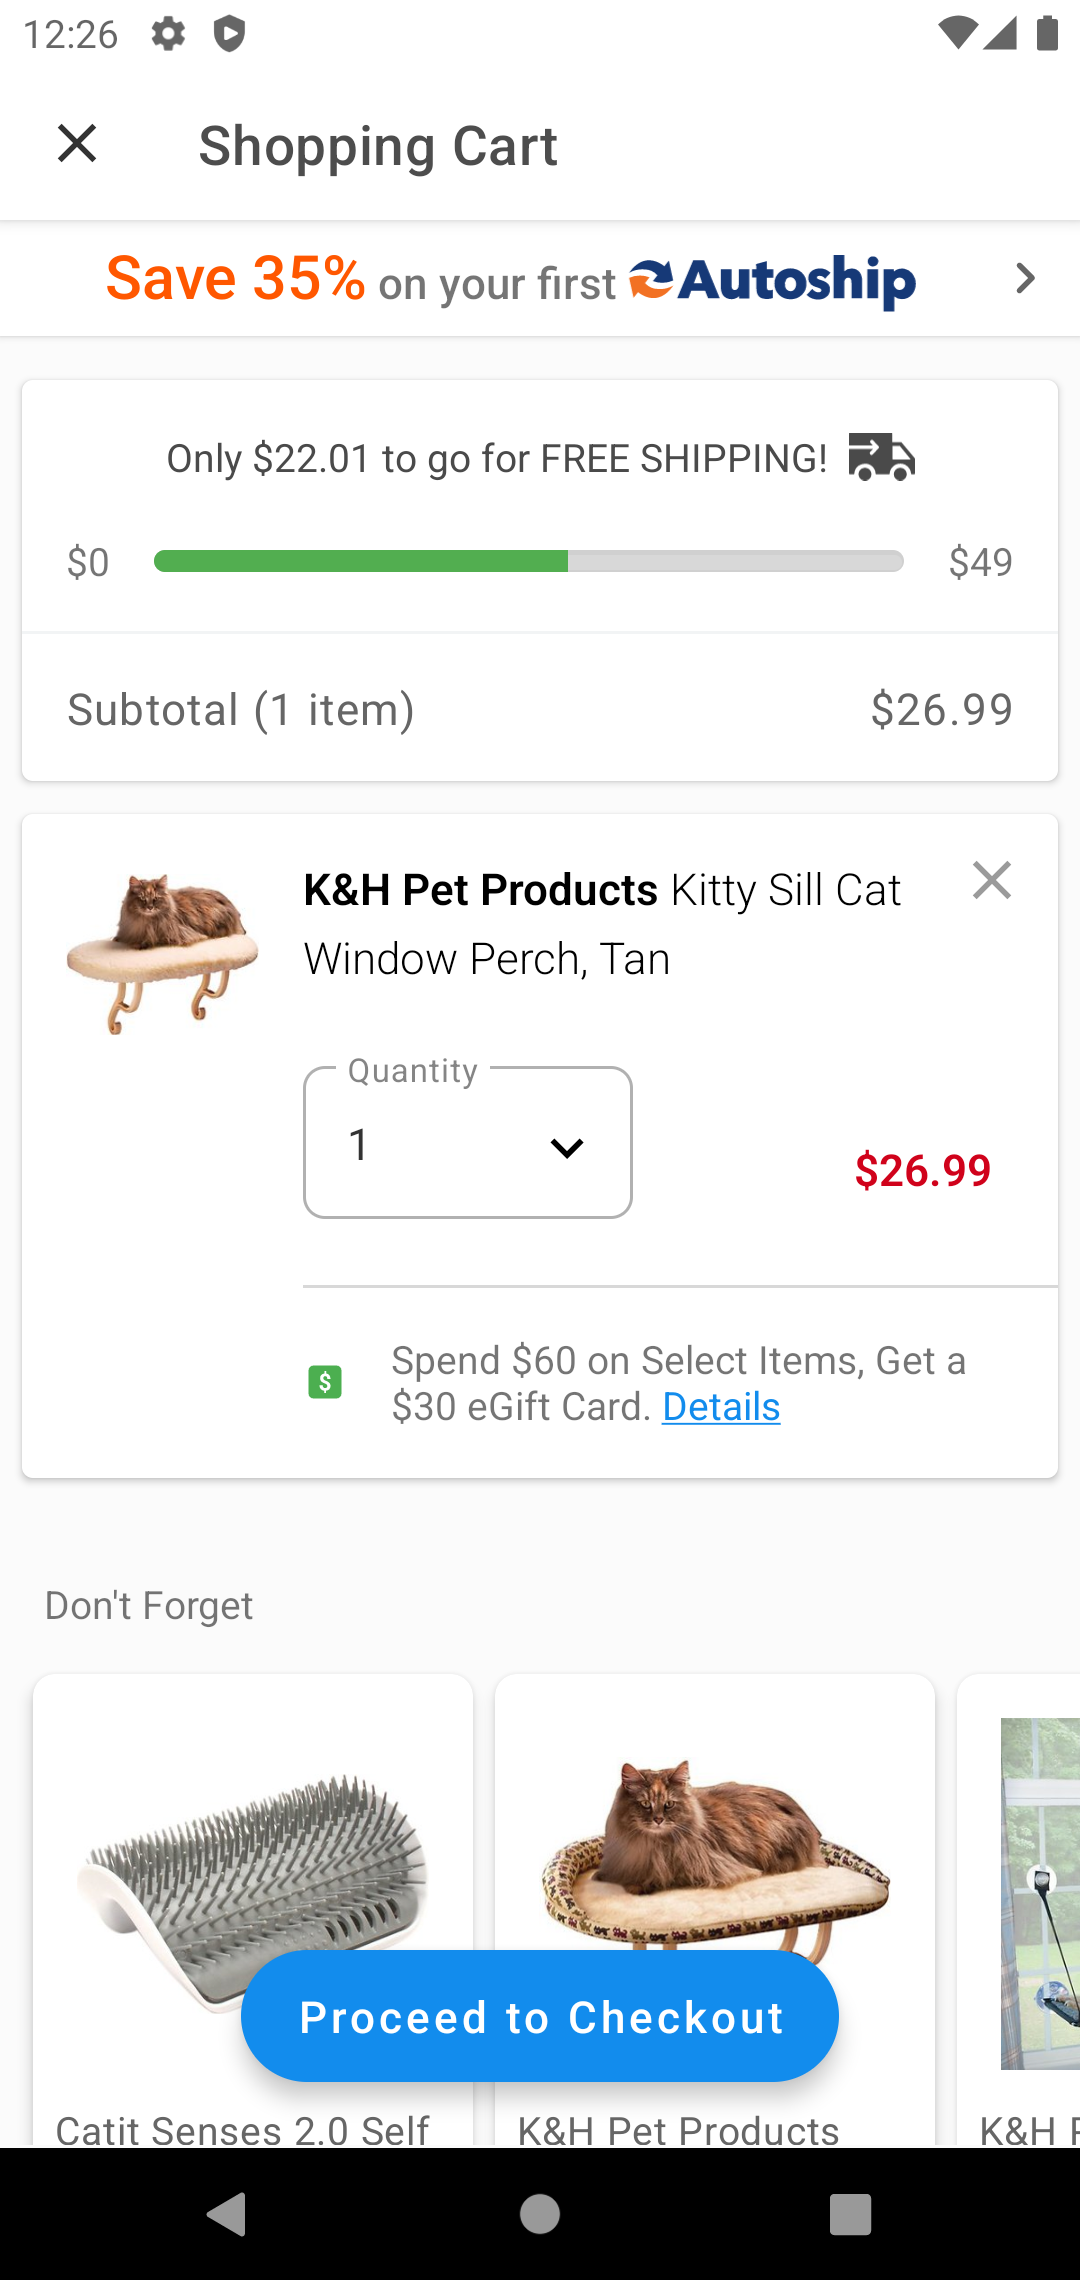 12:26
Shopping Cart
Save 35% on your first Autoship
Only $22.01 to go for FREE SHIPPING!
$0 $49
Subtotal (1 item) $26.99
K&H Pet Products Kitty Sill Cat
Window Perch, Tan
Quantity
1
$26.99
$
Spend $60 on Select Items, Get a
$30 eGift Card. Details
Don't Forget
Proceed to Checkout
Catit Senses 2.0 Self
K&H Pet Products
K&H